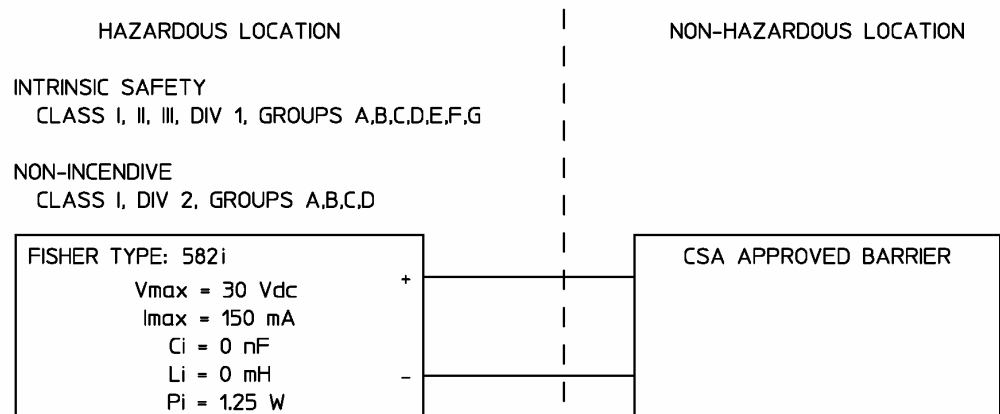 HAZARDOUS LOCATION
NON-HAZARDOUS LOCATION
INTRINSIC SAFETY
CLASS I, II, III, DIV 1, GROUPS A,B,C,D,E,F,G
NON-INCENDIVE
CLASS I, DIV 2, GROUPS A,B,C,D
FISHER TYPE: 582i
Vmax = 30 Vdc
Imax = 150 mA
Ci = 0 nF
Li = 0 mH
Pi = 1.25 W
+
-
CSA APPROVED BARRIER